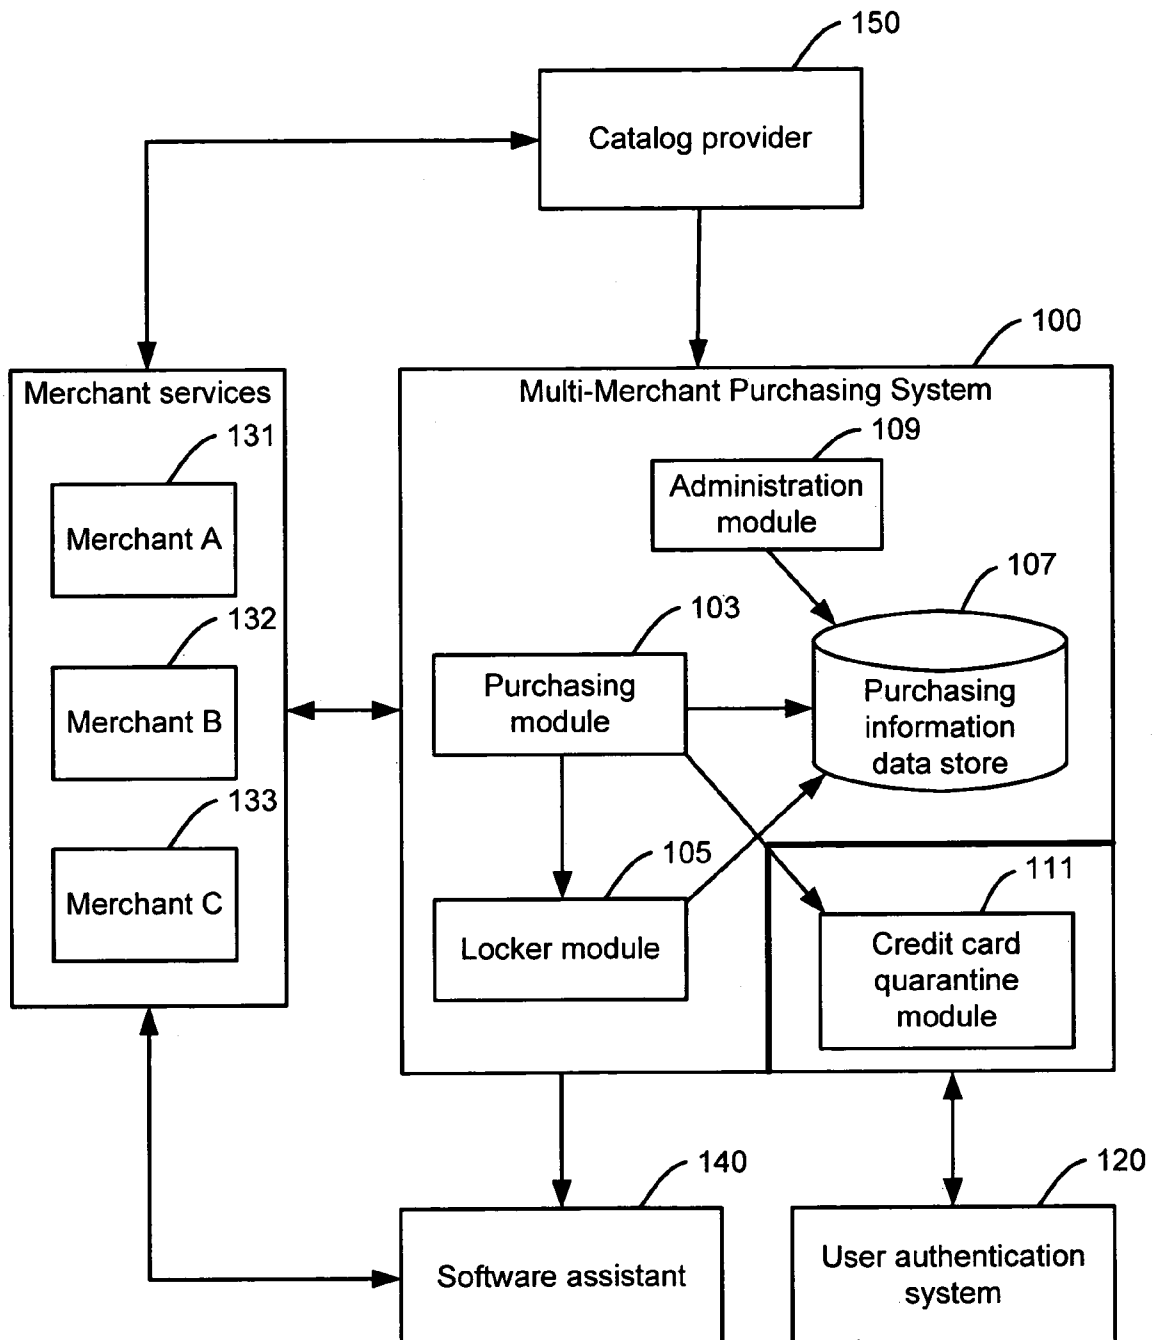 150
Catalog provider
100
Merchant services
Multi-Merchant Purchasing System
131
109
Administration
module
Merchant A
107
132
103
Purchasing
module
Purchasing
information
data store
Merchant B
133
105
111
Merchant C
Locker module
Credit card
quarantine
module
140
120
Software assistant
User authentication
system